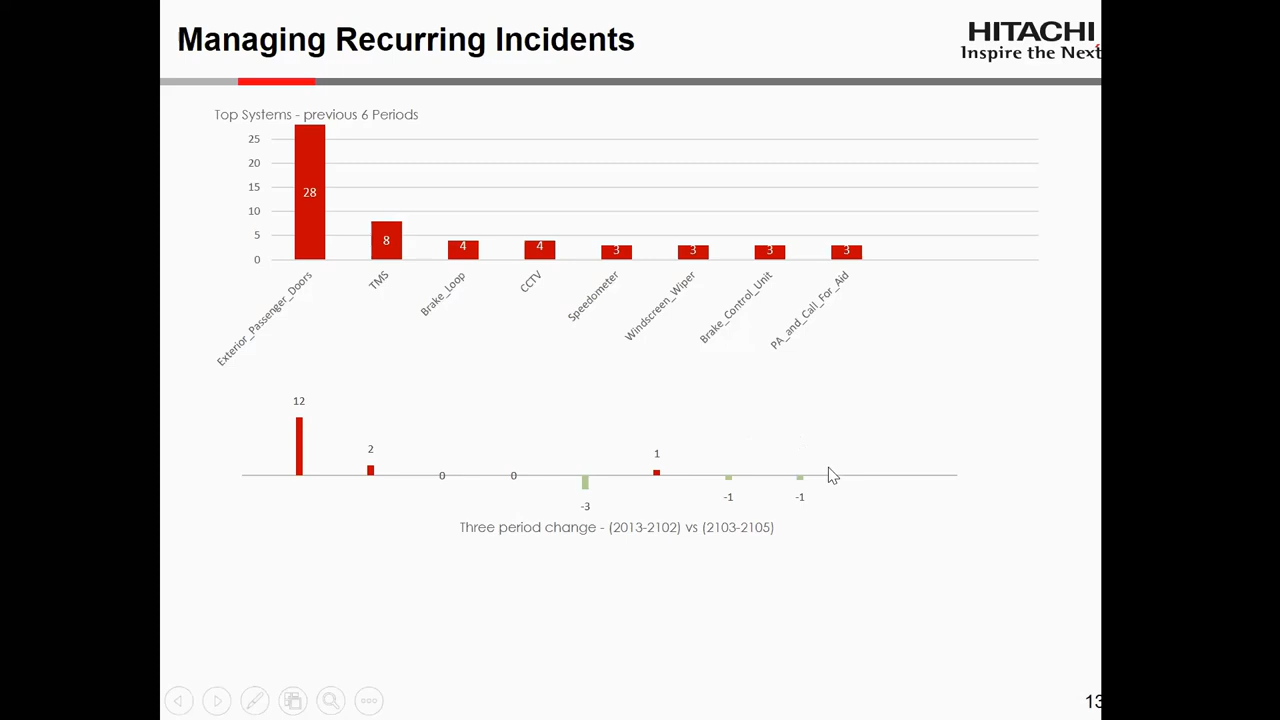 Managing Recurring Incidents
HITACHI
Inspire the Next
Top Systems - previous 6 Periods
25
20
15
10
5
0
28
8
4
4
3
3
3
3
Exterior_Passenger_Doors
TMS
Brake_Loop
CCTV
Speedometer
Windscreen_Wiper
Brake_Control_Unit
PA_and_Call_For_Aid
12
2
0
0
-3
1
-1
-1
Three period change - (2013-2102) vs (2103-2105)
13